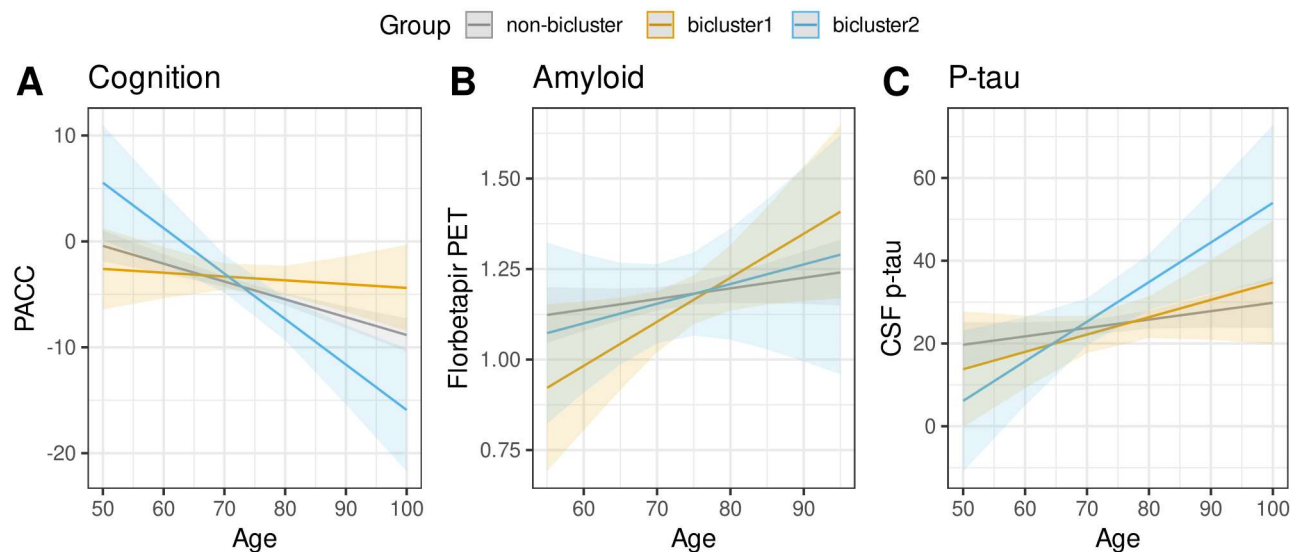 Group non-bicluster bicluster1 bicluster2
A Cognition
10
0
-10
-20
PACC
50 60 70 80 90 100
Age
B Amyloid
1.50
1.25
1.00
0.75
Florbetapir PET
60 70 80 90
Age
C P-tau
60
40
20
0
CSF p-tau
50 60 70 80 90 100
Age